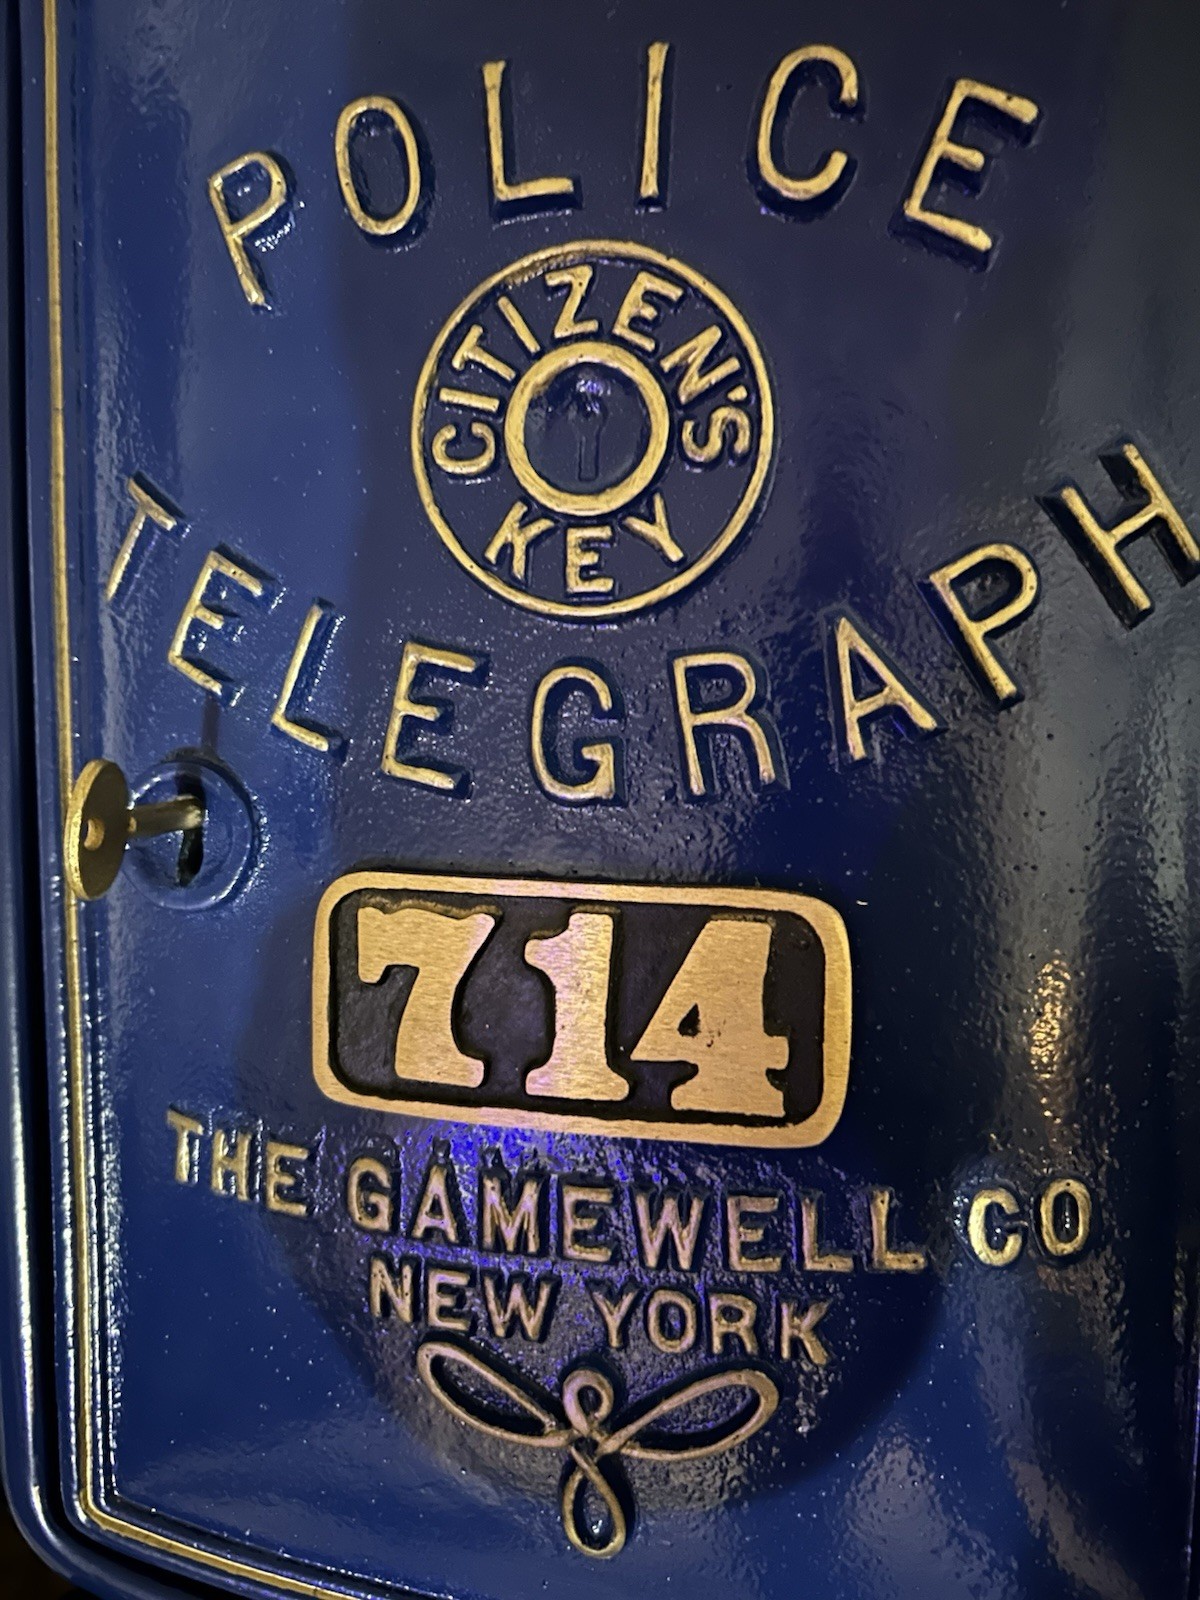 POLICE
CITIZEN'S
KEY
TELEGRAPH
714
THE GAMEWELL CO
NEW YORK